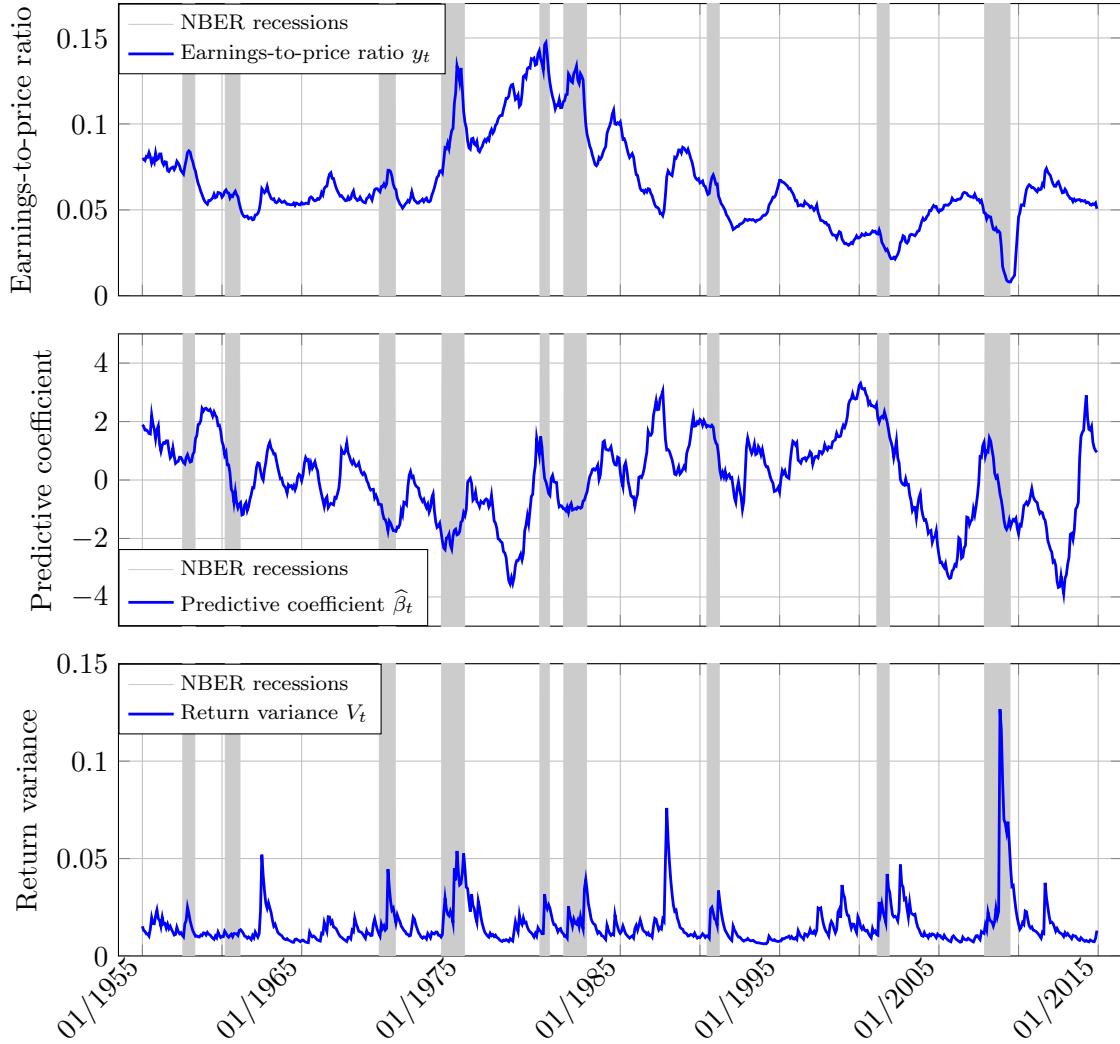 Earnings-to-price ratio
0.15
0.1
0.05
0
NBER recessions
Earnings-to-price ratio y_t
Predictive coefficient
4
2
0
−2
−4
NBER recessions
Predictive coefficient β̂_t
Return variance
0.15
0.1
0.05
0
NBER recessions
Return variance V_t
01/1955
01/1965
01/1975
01/1985
01/1995
01/2005
01/2015